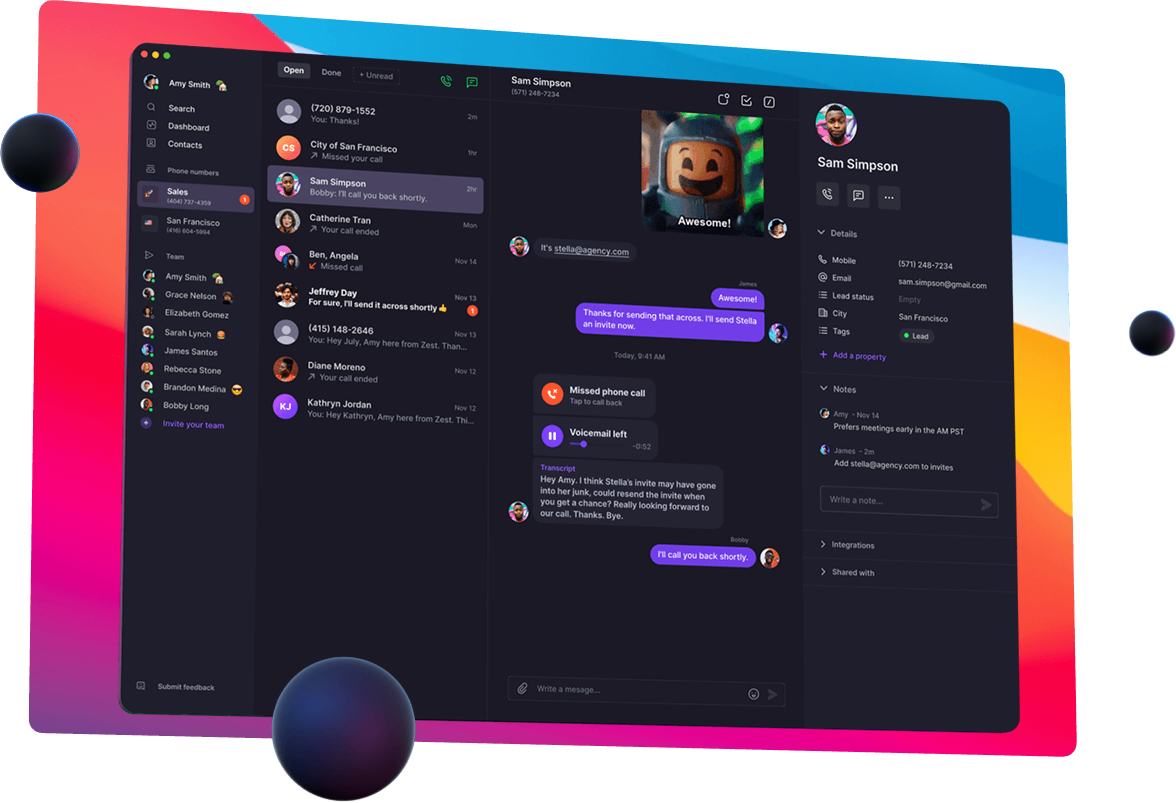 Amy Smith 🏡
Search
Dashboard
Contacts
Phone numbers
Sales
(404) 737-4359
1
San Francisco
(416) 604-5994
Team
Amy Smith 🏡
Grace Nelson
Elizabeth Gomez
Sarah Lynch 🍔
James Santos
Rebecca Stone
Brandon Medina 😎
Bobby Long
Invite your team
Submit feedback
Open
Done
+ Unread
(720) 879-1552
You: Thanks!
2m
CS
City of San Francisco
Missed your call
1hr
Sam Simpson
Bobby: I'll call you back shortly.
2hr
Catherine Tran
Your call ended
Mon
Ben, Angela
Missed call
Nov 14
Jeffrey Day
For sure, I'll send it across shortly 👍
Nov 13
1
(415) 148-2646
You: Hey July, Amy here from Zest. Than...
Nov 13
Diane Moreno
Your call ended
Nov 12
KJ
Kathryn Jordan
You: Hey Kathryn, Amy here from Zest. Thi...
Nov 12
Sam Simpson
(571) 248-7234
Awesome!
It's stella@agency.com
James
Awesome!
Thanks for sending that across. I'll send Stella
an invite now.
Today, 9:41 AM
Missed phone call
Tap to call back
Voicemail left
-0:52
Transcript
Hey Amy. I think Stella's invite may have gone
into her junk, could resend the invite when
you get a chance? Really looking forward to
our call. Thanks. Bye.
Bobby
I'll call you back shortly.
Write a mesage...
Sam Simpson
Details
Mobile
(571) 248-7234
Email
sam.simpson@gmail.com
Lead status
Empty
City
San Francisco
Tags
Lead
+ Add a property
Notes
Amy - Nov 14
Prefers meetings early in the AM PST
James - 2m
Add stella@agency.com to invites
Write a note...
Integrations
Shared with